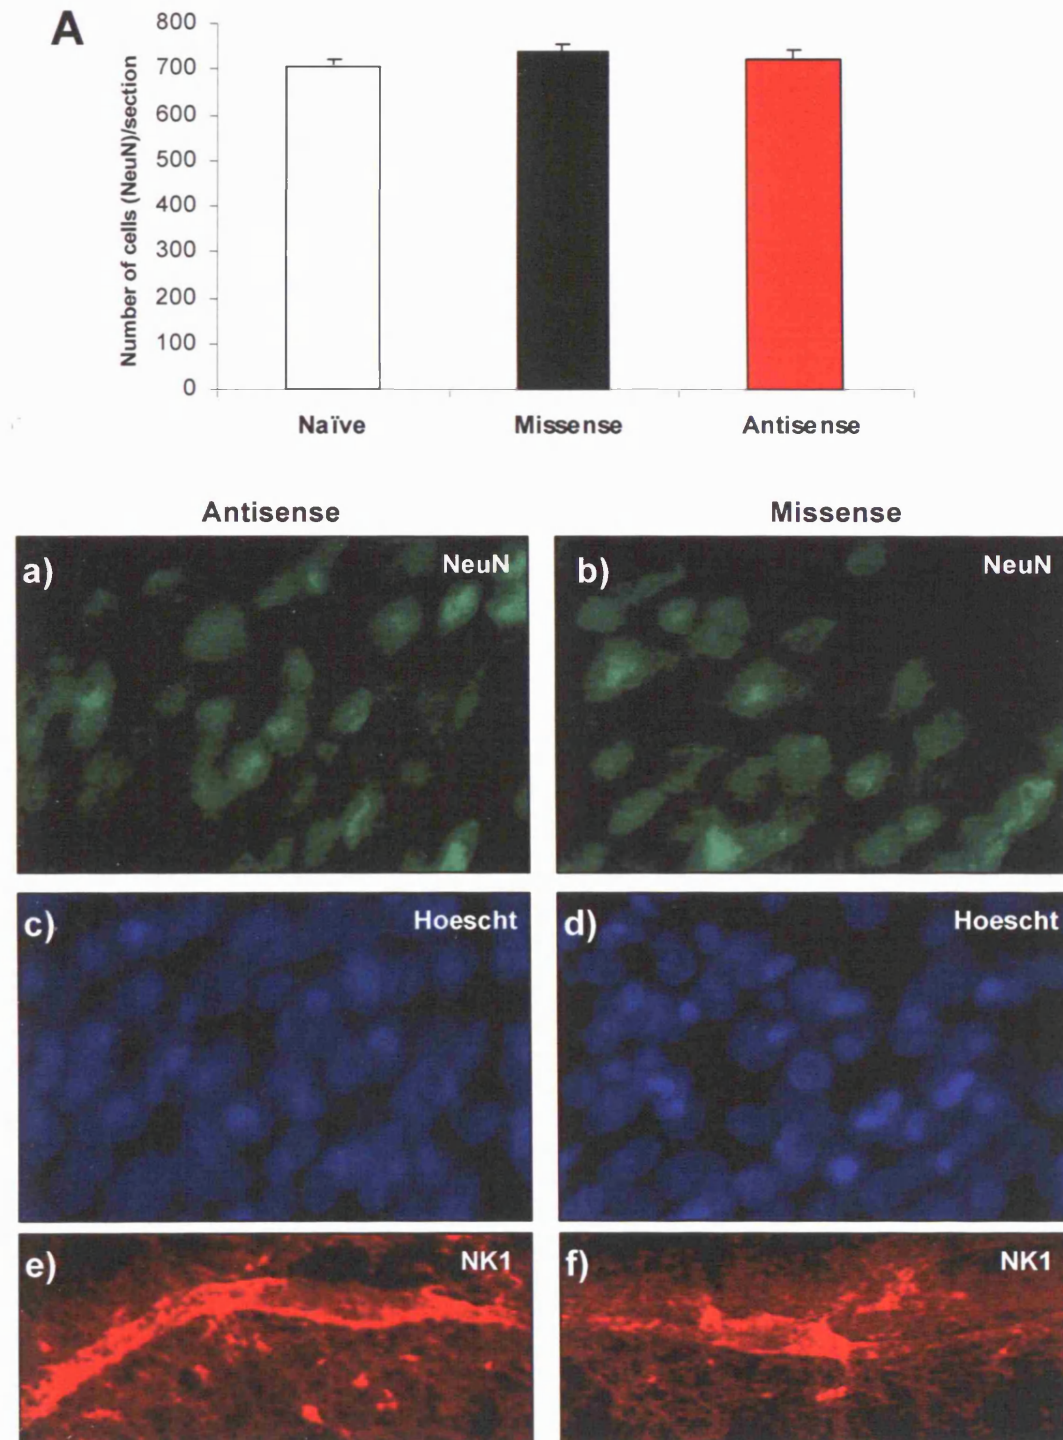 A
Number of cells (NeuN)/section
800
700
600
500
400
300
200
100
0
Naïve
Missense
Antisense
Antisense
Missense
a)
NeuN
b)
NeuN
c)
Hoescht
d)
Hoescht
e)
NK1
f)
NK1